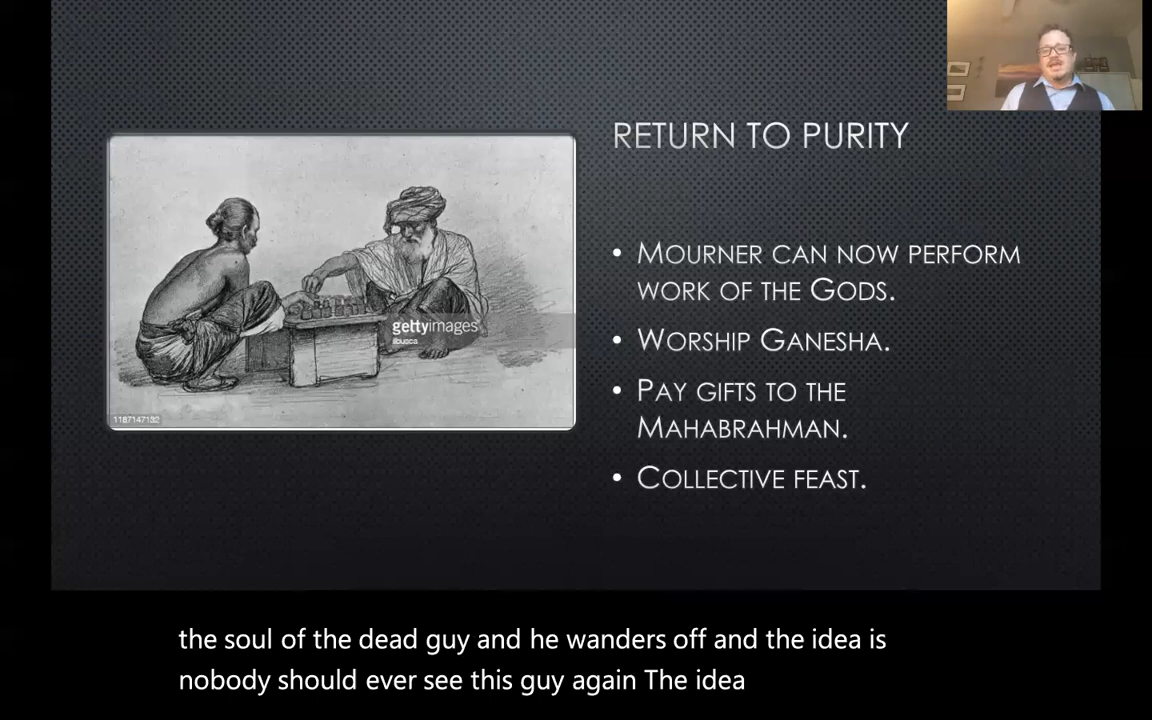 RETURN TO PURITY
• MOURNER CAN NOW PERFORM
WORK OF THE GODS.
• WORSHIP GANESHA.
• PAY GIFTS TO THE
MAHABRAHMAN.
• COLLECTIVE FEAST.
gettyimages
ilbusca
1187147132
the soul of the dead guy and he wanders off and the idea is
nobody should ever see this guy again The idea